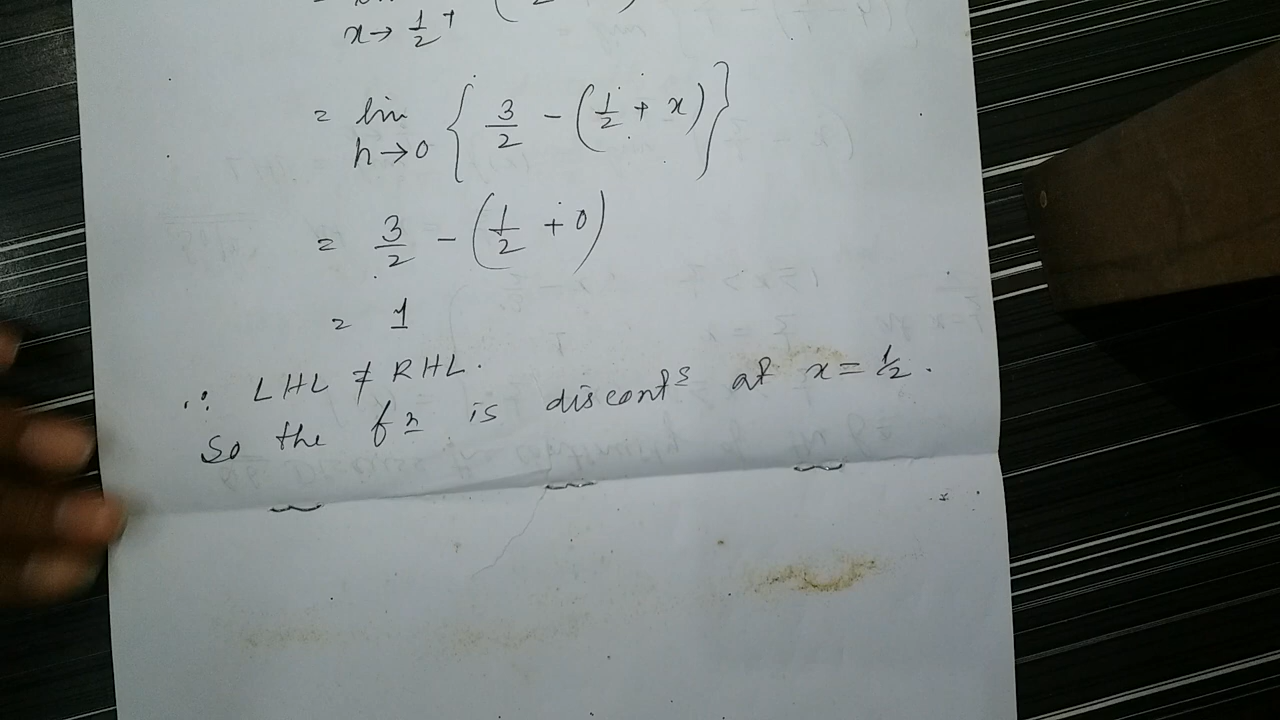 x → 1/2 +
= lim h→0 { 3/2 - ( 1/2 + x ) }
= 3/2 - ( 1/2 + 0 )
= 1
∴ LHL ≠ RHL.
So the fn is discontˢ at x = 1/2.